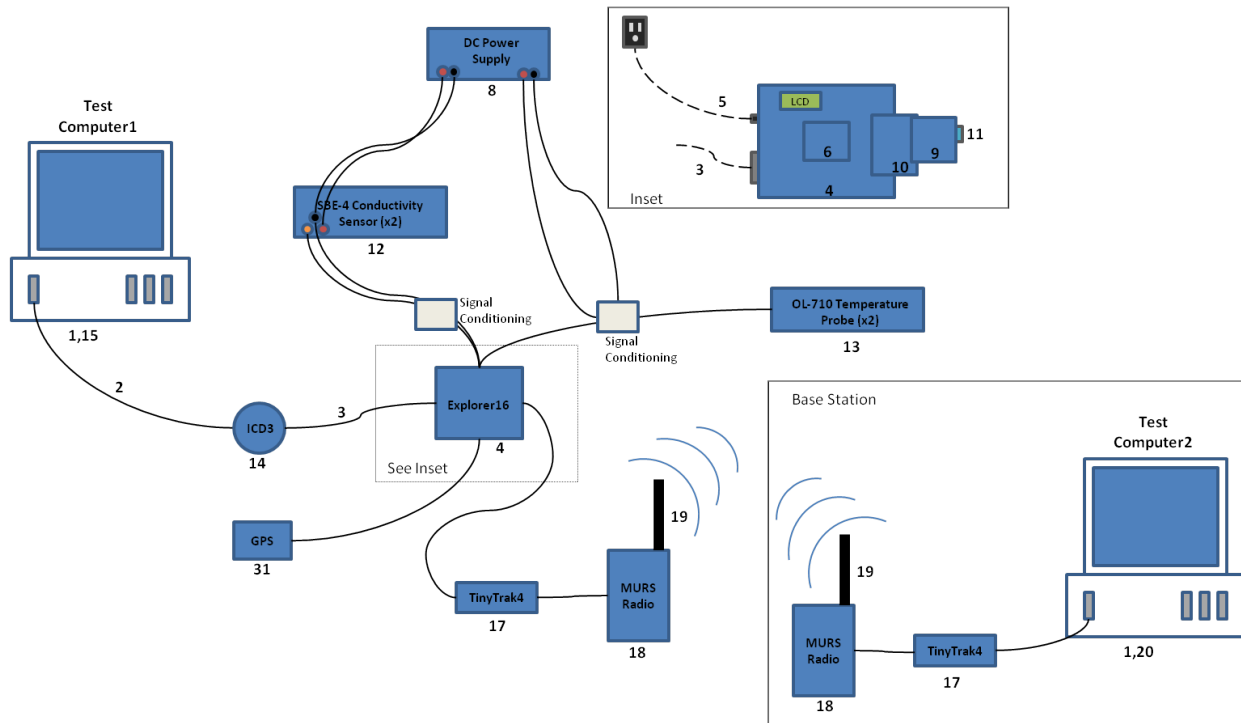 DC Power
Supply
8
Test
Computer1
1,15
SBE-4 Conductivity
Sensor (x2)
12
Signal
Conditioning
Signal
Conditioning
OL-710 Temperature
Probe (x2)
13
2
ICD3
14
3
Explorer16
4
See Inset
GPS
31
TinyTrak4
17
MURS
Radio
18
19
LCD
5
3
6
4
10
9
11
Inset
Base Station
Test
Computer2
1,20
19
MURS
Radio
18
TinyTrak4
17